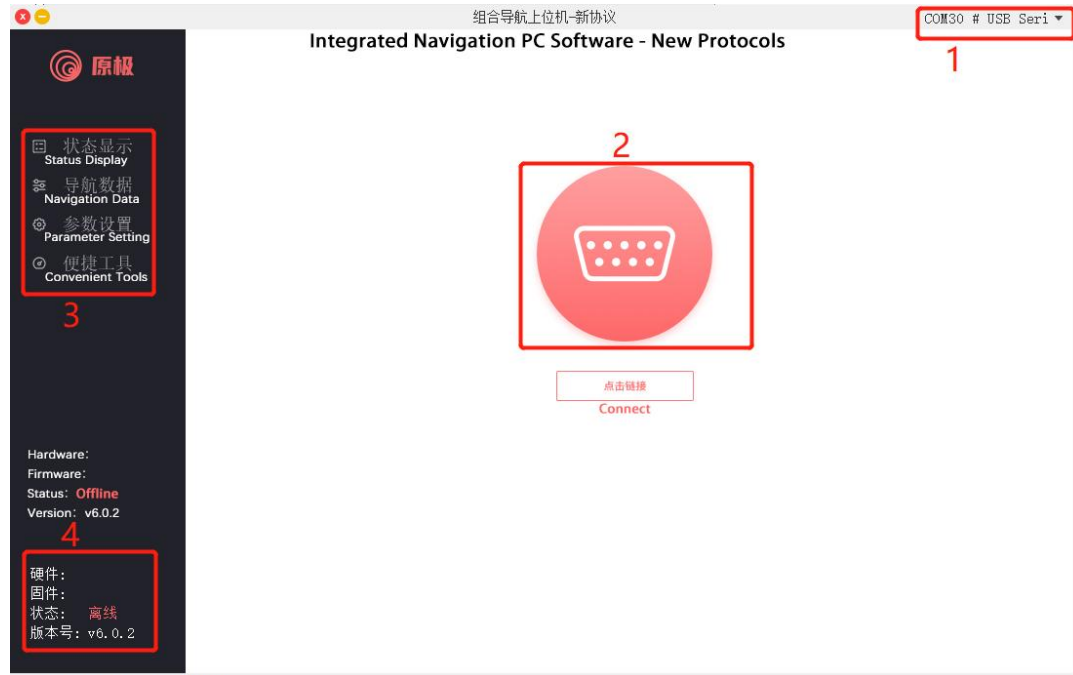 组合导航上位机-新协议
COM30 # USB Seri
Integrated Navigation PC Software - New Protocols
1
原极
2
状态显示
Status Display
导航数据
Navigation Data
参数设置
Parameter Setting
便捷工具
Convenient Tools
3
点击链接
Connect
Hardware:
Firmware:
Status: Offline
Version: v6.0.2
4
硬件:
固件:
状态: 离线
版本号: v6.0.2